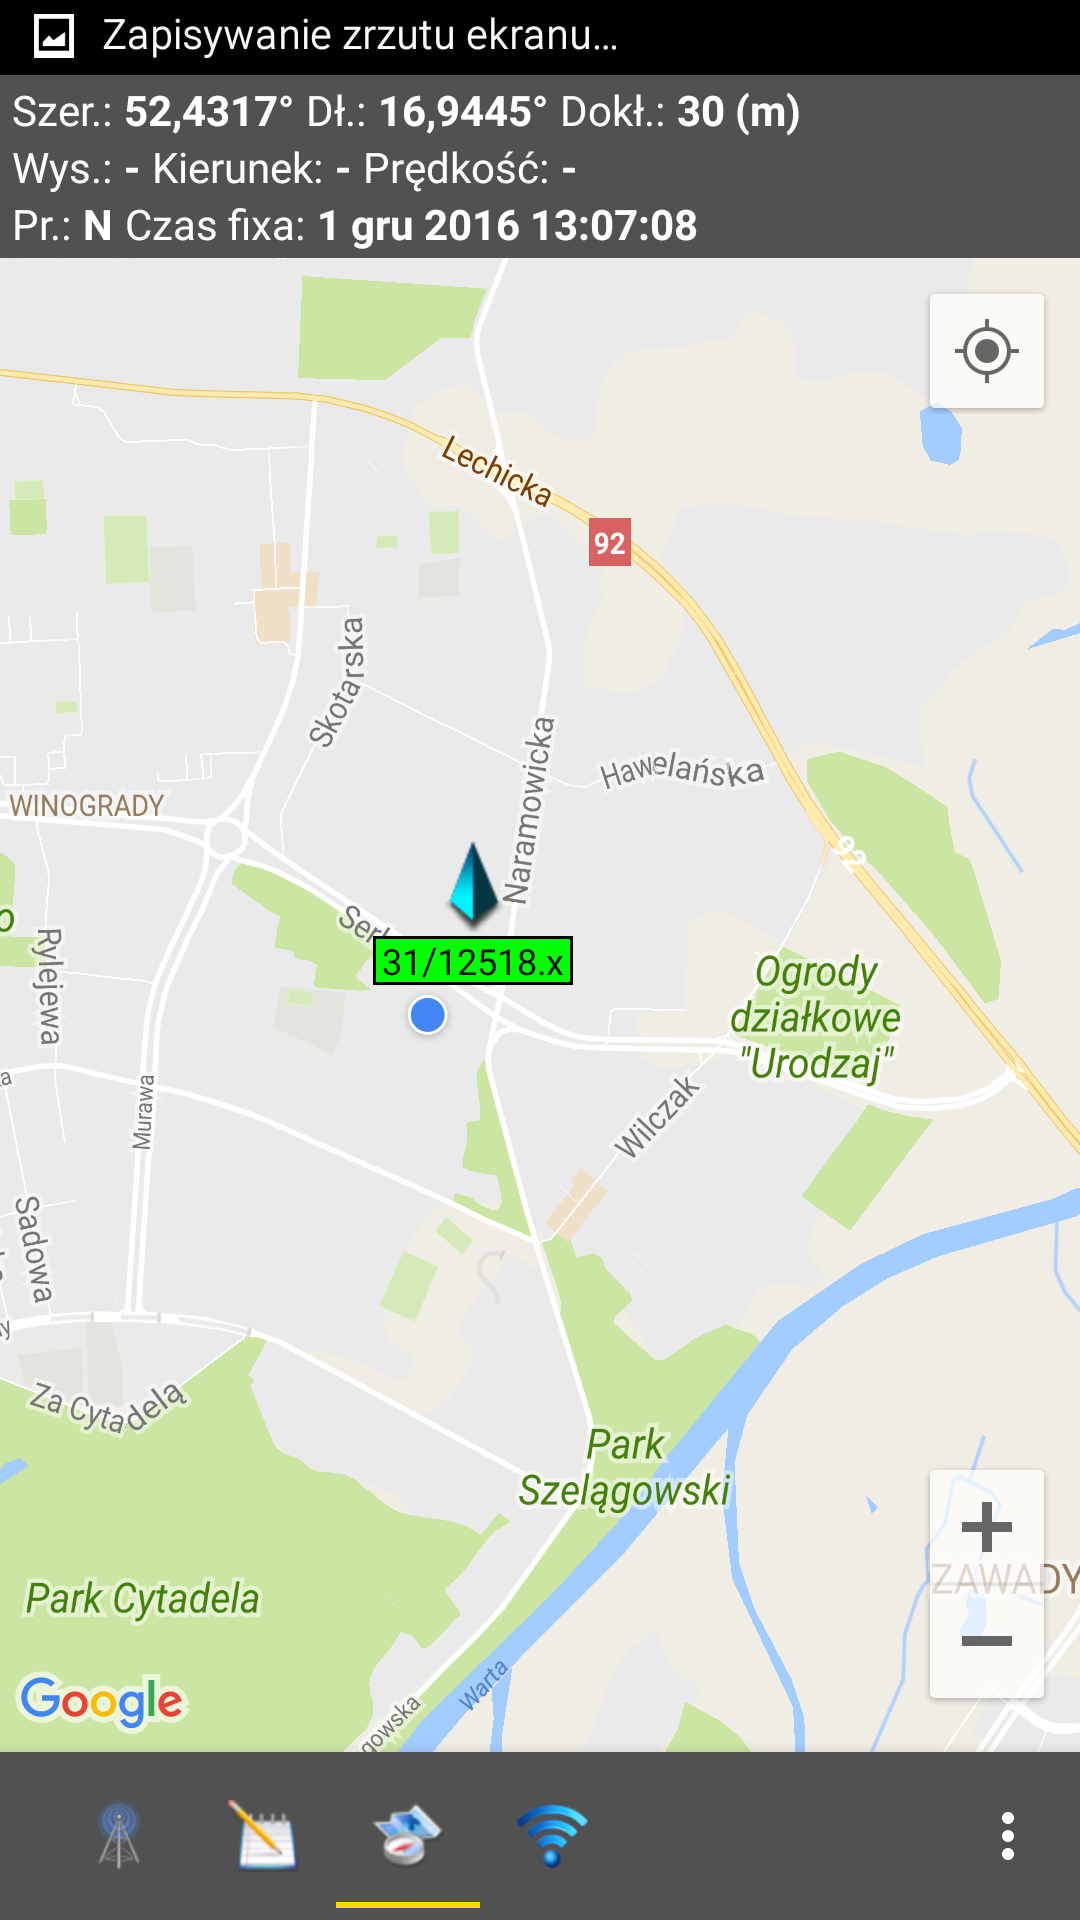 Zapisywanie zrzutu ekranu...
Szer.: 52,4317° Dł.: 16,9445° Dokł.: 30 (m)
Wys.: - Kierunek: - Prędkość: -
Pr.: N Czas fixa: 1 gru 2016 13:07:08
Lechicka
92
Skotarska
Naramowicka
Hawelańska
WINOGRADY
92
Rylejewa
31/12518.x
Ogrody
działkowe
"Urodzaj"
Murawa
Wilczak
Sadowa
Za Cytadelą
Park
Szelągowski
ZAWADY
Park Cytadela
Warta
Google